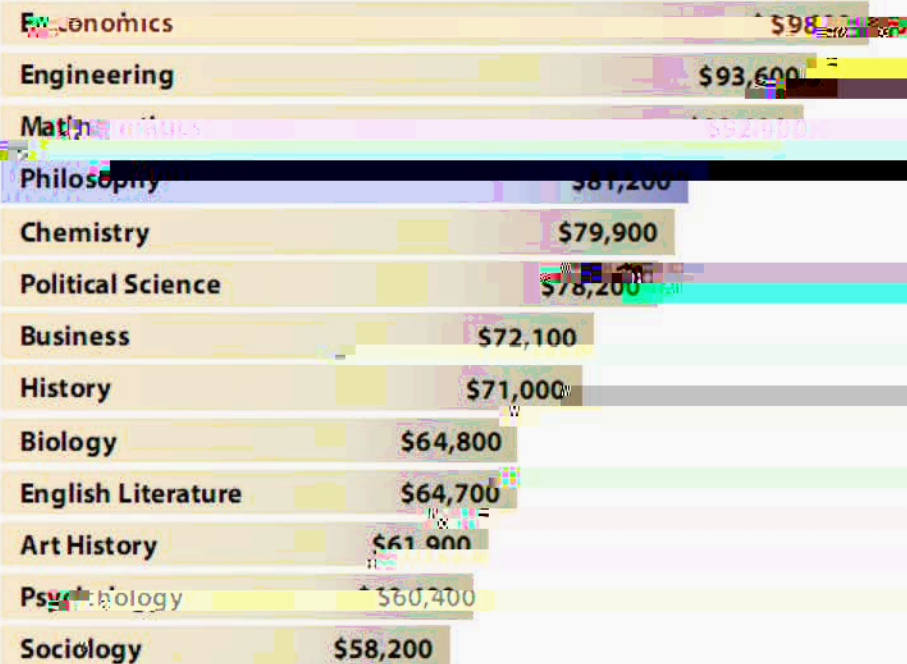 Economics
Engineering $93,600
Mathematics $92,400
Philosophy $81,200
Chemistry $79,900
Political Science $78,200
Business $72,100
History $71,000
Biology $64,800
English Literature $64,700
Art History $61,900
Psychology $60,400
Sociology $58,200